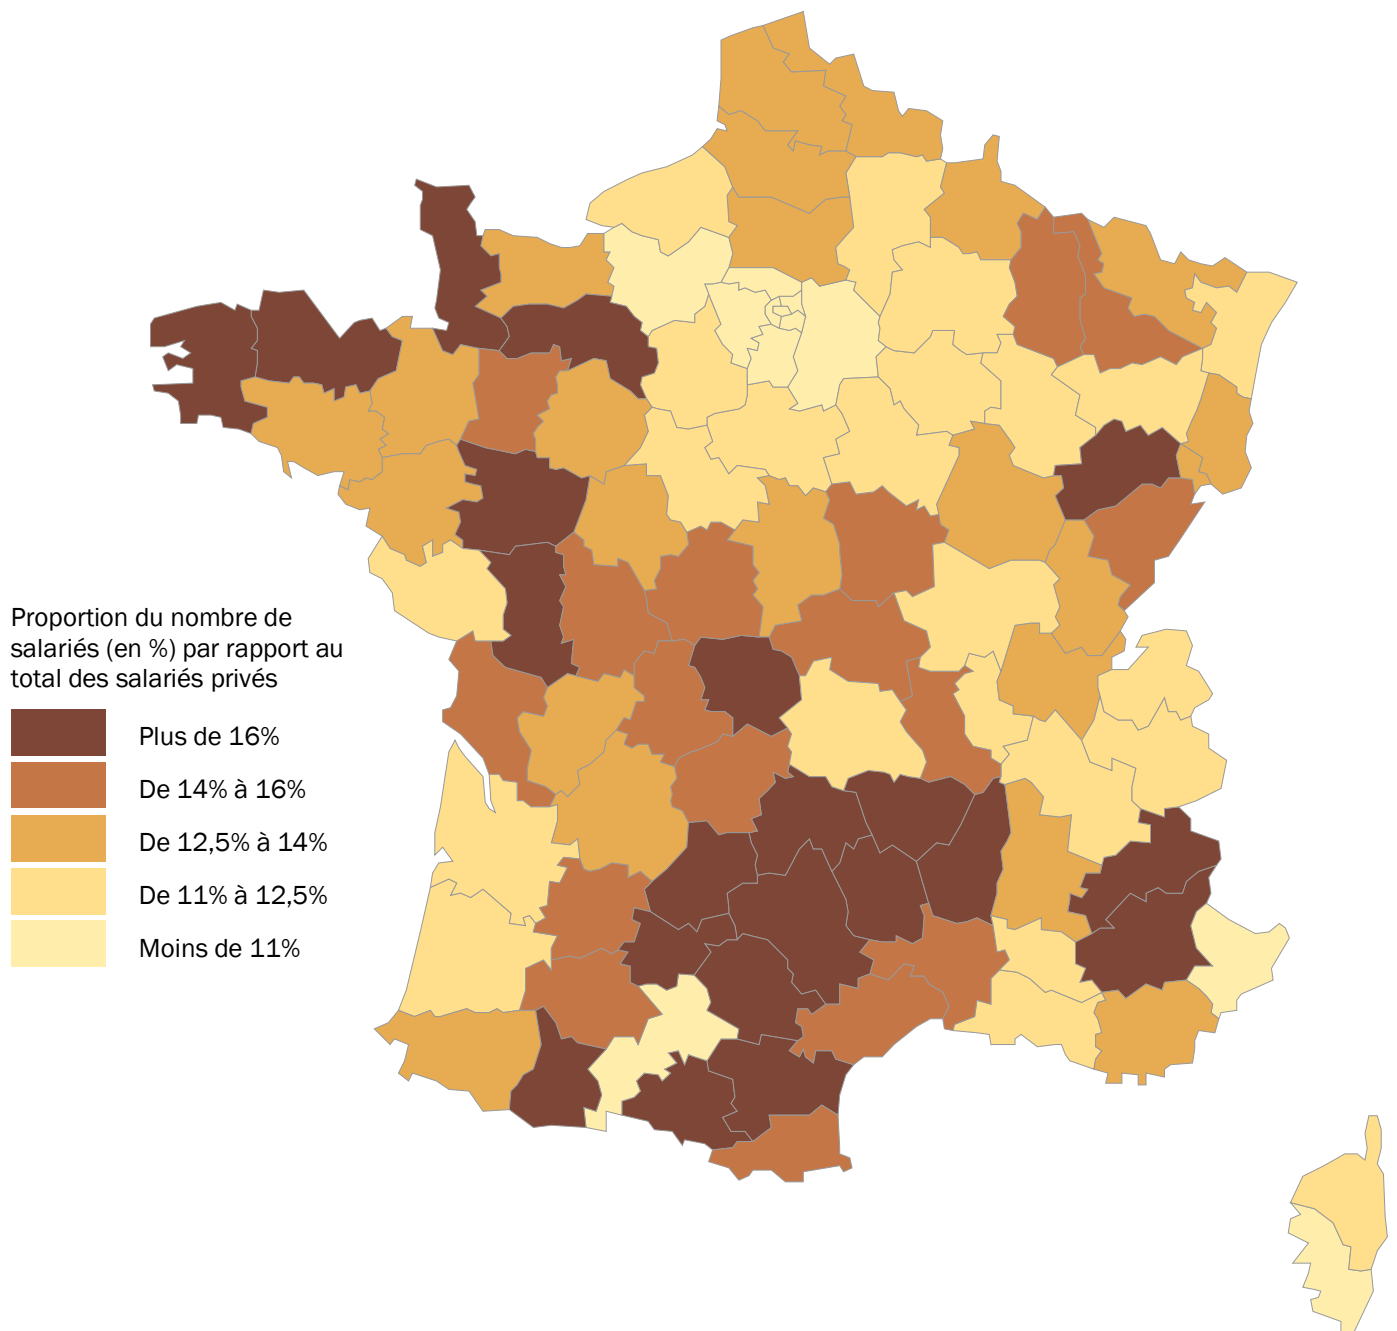 Proportion du nombre de
salariés (en %) par rapport au
total des salariés privés
Plus de 16%
De 14% à 16%
De 12,5% à 14%
De 11% à 12,5%
Moins de 11%